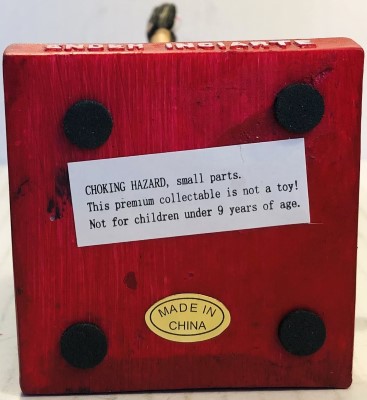 CHOKING HAZARD, small parts.
This premium collectable is not a toy!
Not for children under 9 years of age.
MADE IN
CHINA